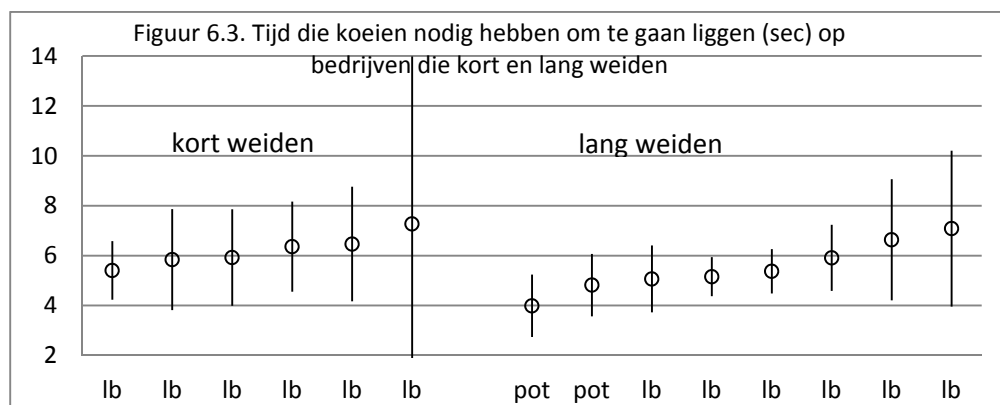 Figuur 6.3. Tijd die koeien nodig hebben om te gaan liggen (sec) op
bedrijven die kort en lang weiden
14
12
kort weiden lang weiden
10
8
6
4
2
lb lb lb lb lb lb pot pot lb lb lb lb lb lb